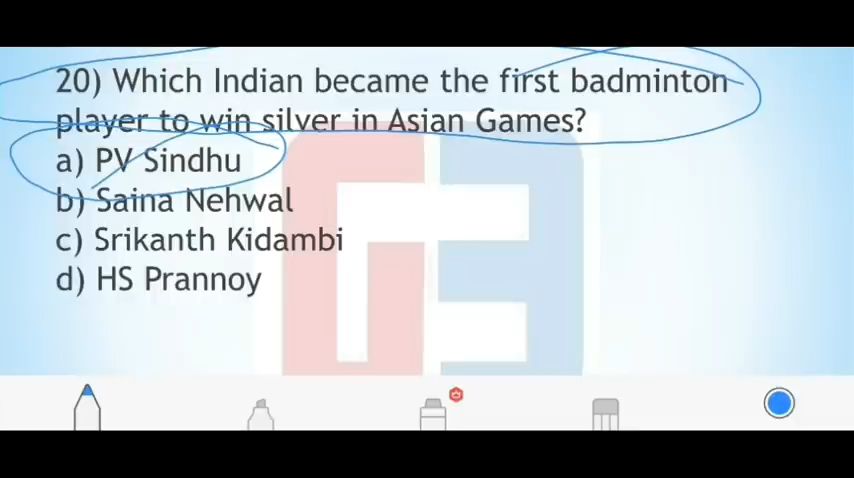 20) Which Indian became the first badminton
player to win silver in Asian Games?
a) PV Sindhu
b) Saina Nehwal
c) Srikanth Kidambi
d) HS Prannoy